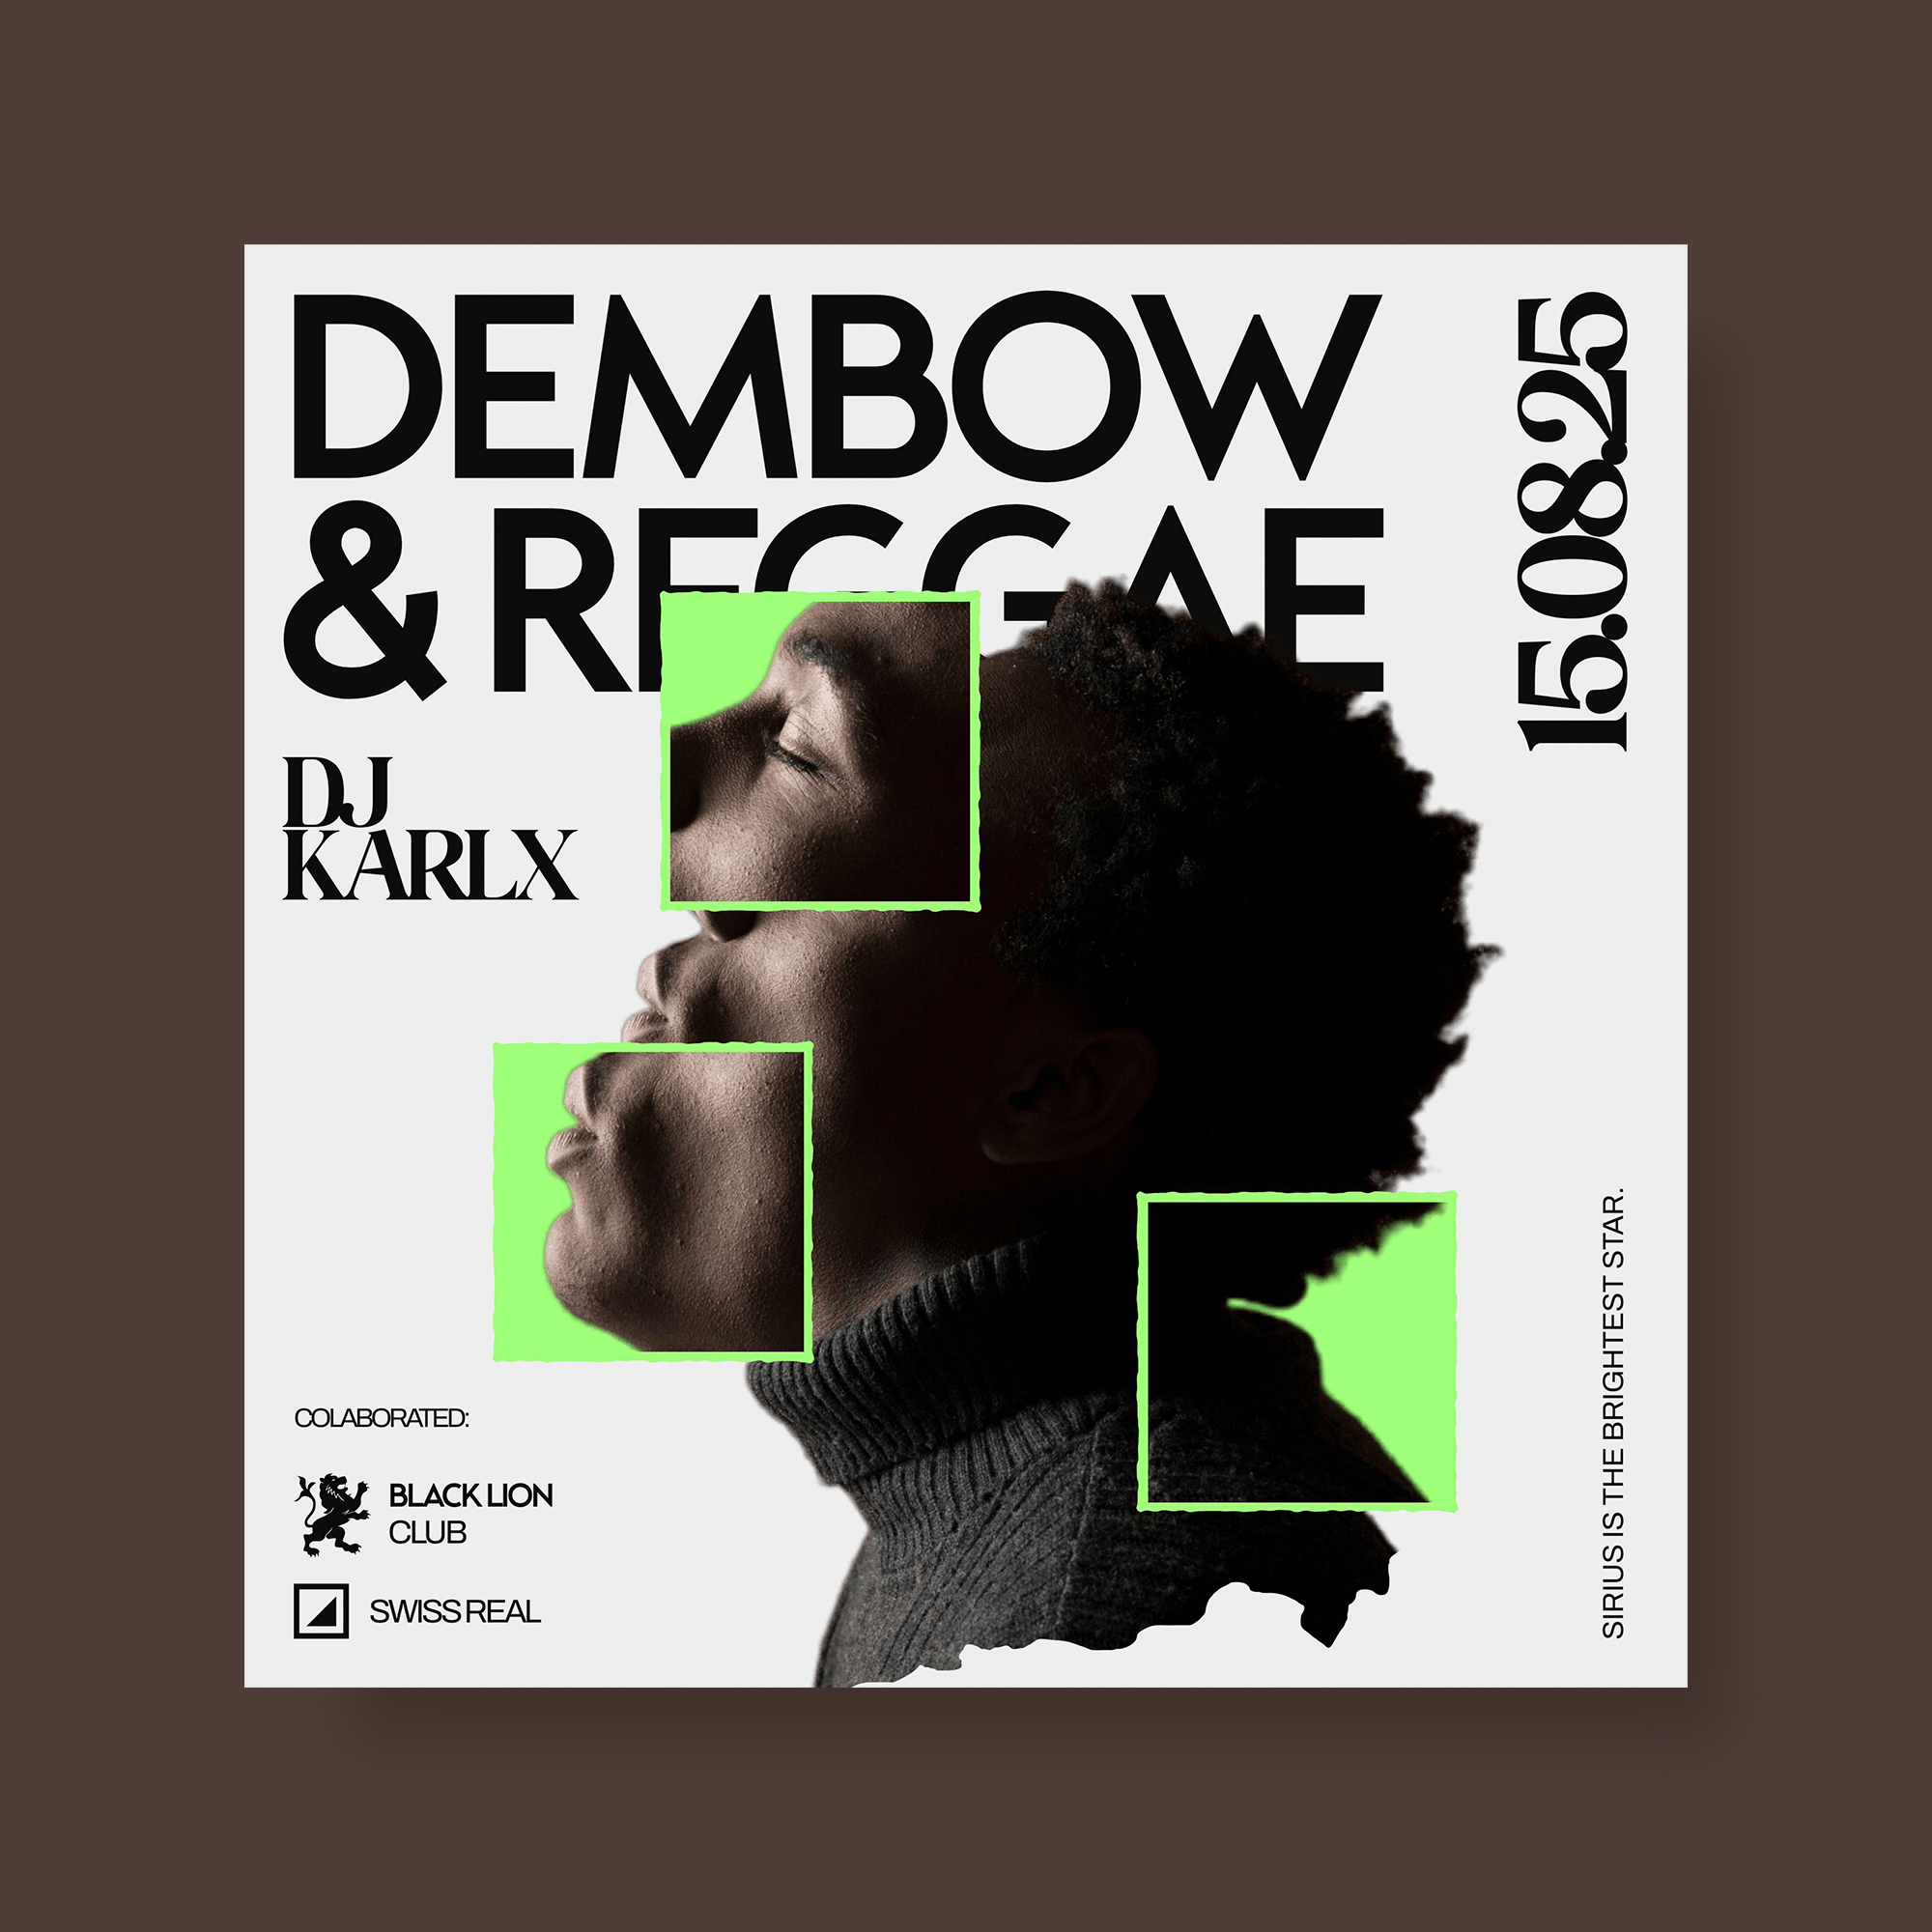 DEMBOW
& REGGAE
15.08.25
DJ
KARLX
COLABORATED:
BLACK LION
CLUB
SWISS REAL
SIRIUS IS THE BRIGHTEST STAR.